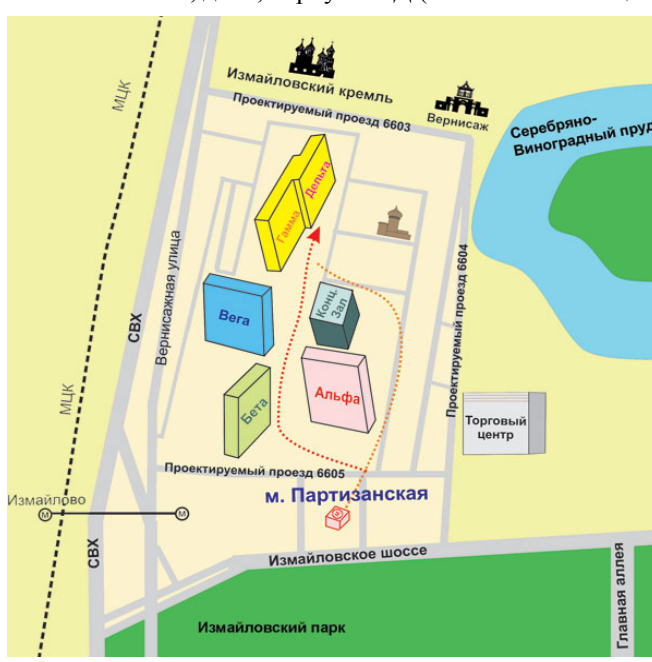 МЦК
Измайловский кремль
Проектируемый проезд 6603
Вернисаж
Серебряно-
Виноградный пруд
Дельта
Гамма
Вернисажная улица
СВХ
Проектируемый проезд 6604
Вега
Конц.
Зал
МЦК
Бета
Альфа
Торговый
центр
Проектируемый проезд 6605
м. Партизанская
Измайлово
М
М
СВХ
Измайловское шоссе
Главная аллея
Измайловский парк